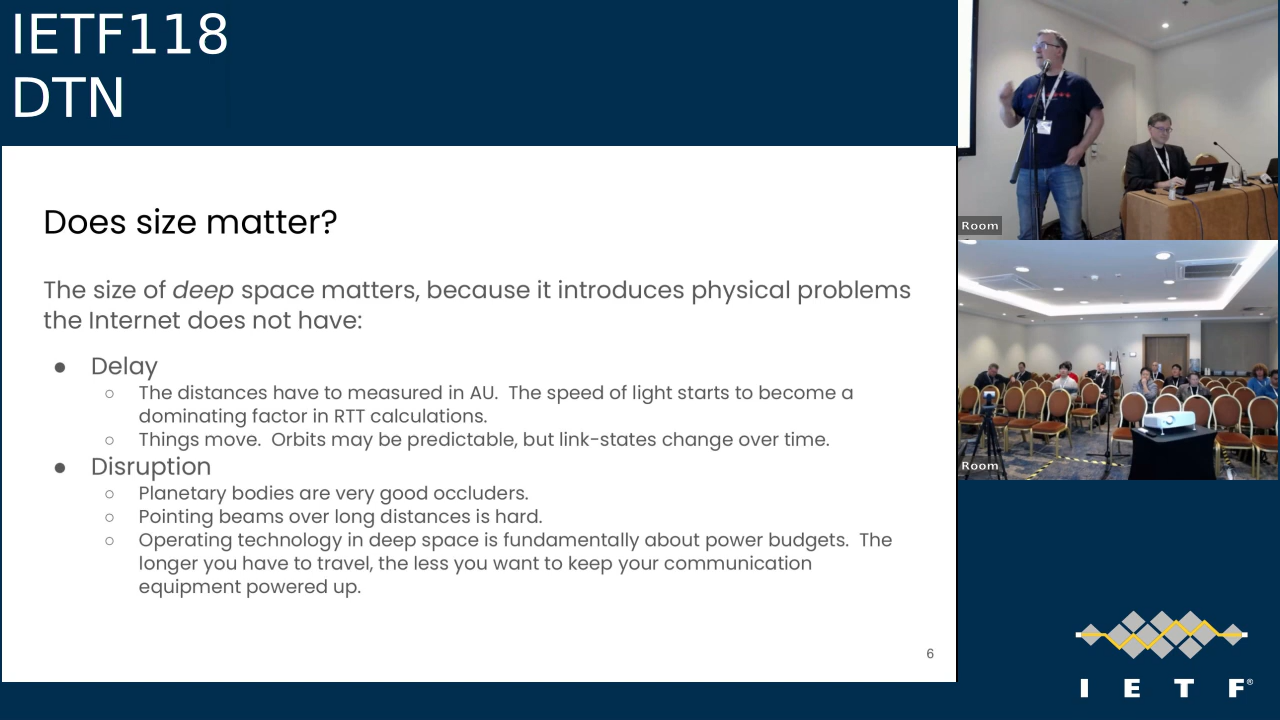 IETF118
DTN
Does size matter?
The size of deep space matters, because it introduces physical problems
the Internet does not have:
● Delay
○ The distances have to measured in AU.  The speed of light starts to become a
dominating factor in RTT calculations.
○ Things move.  Orbits may be predictable, but link-states change over time.
● Disruption
○ Planetary bodies are very good occluders.
○ Pointing beams over long distances is hard.
○ Operating technology in deep space is fundamentally about power budgets.  The
longer you have to travel, the less you want to keep your communication
equipment powered up.
6
Room
Room
I E T F®